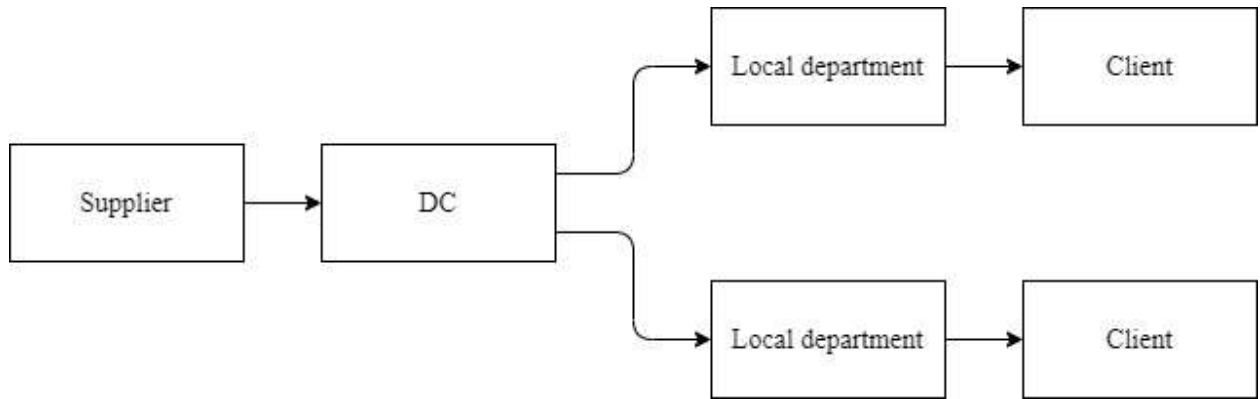 Local department
Client
Supplier
DC
Local department
Client